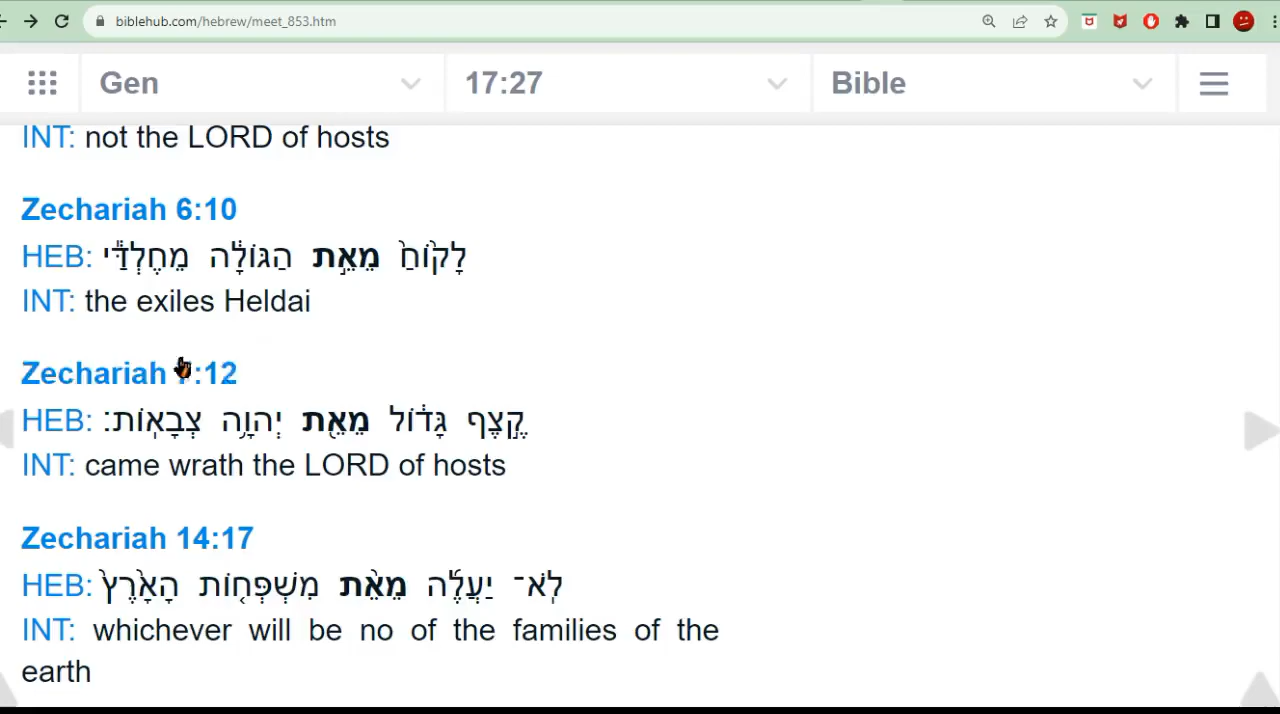 biblehub.com/hebrew/meet_853.htm
Gen 17:27 Bible
INT: not the LORD of hosts
Zechariah 6:10
HEB: לָק֙וֹחַ֙ מֵאֵ֣ת הַגּוֹלָ֔ה מֵחֶלְדַּ֕י
INT: the exiles Heldai
Zechariah 7:12
HEB: קֶ֣צֶף גָּד֔וֹל מֵאֵ֖ת יְהוָ֥ה צְבָאֽוֹת׃
INT: came wrath the LORD of hosts
Zechariah 14:17
HEB: לֹֽא־ יַעֲלֶ֜ה מֵאֵ֨ת מִשְׁפְּח֤וֹת הָאָ֙רֶץ֙
INT: whichever will be no of the families of the
earth